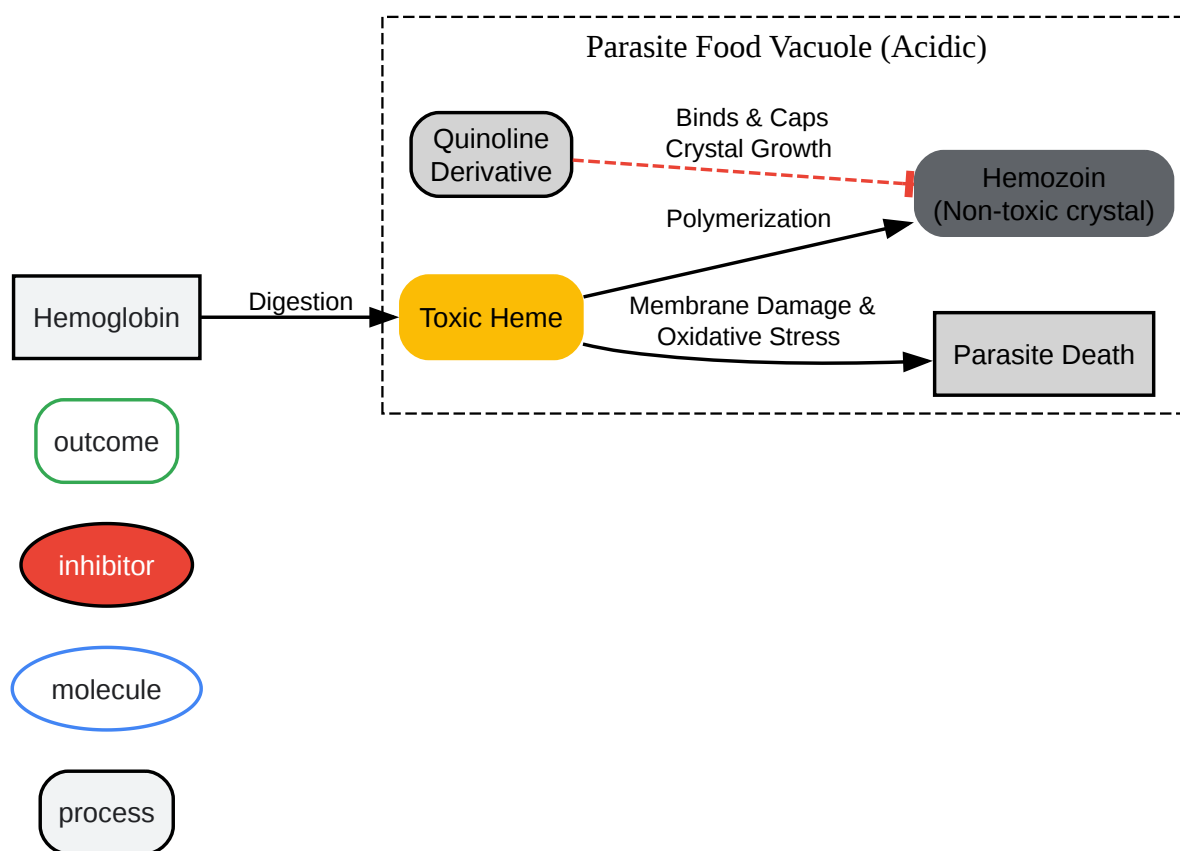 Parasite Food Vacuole (Acidic)
Quinoline
Derivative
Binds & Caps
Crystal Growth
Hemozoin
(Non-toxic crystal)
Polymerization
Hemoglobin
Digestion
Toxic Heme
Membrane Damage &
Oxidative Stress
Parasite Death
outcome
inhibitor
molecule
process